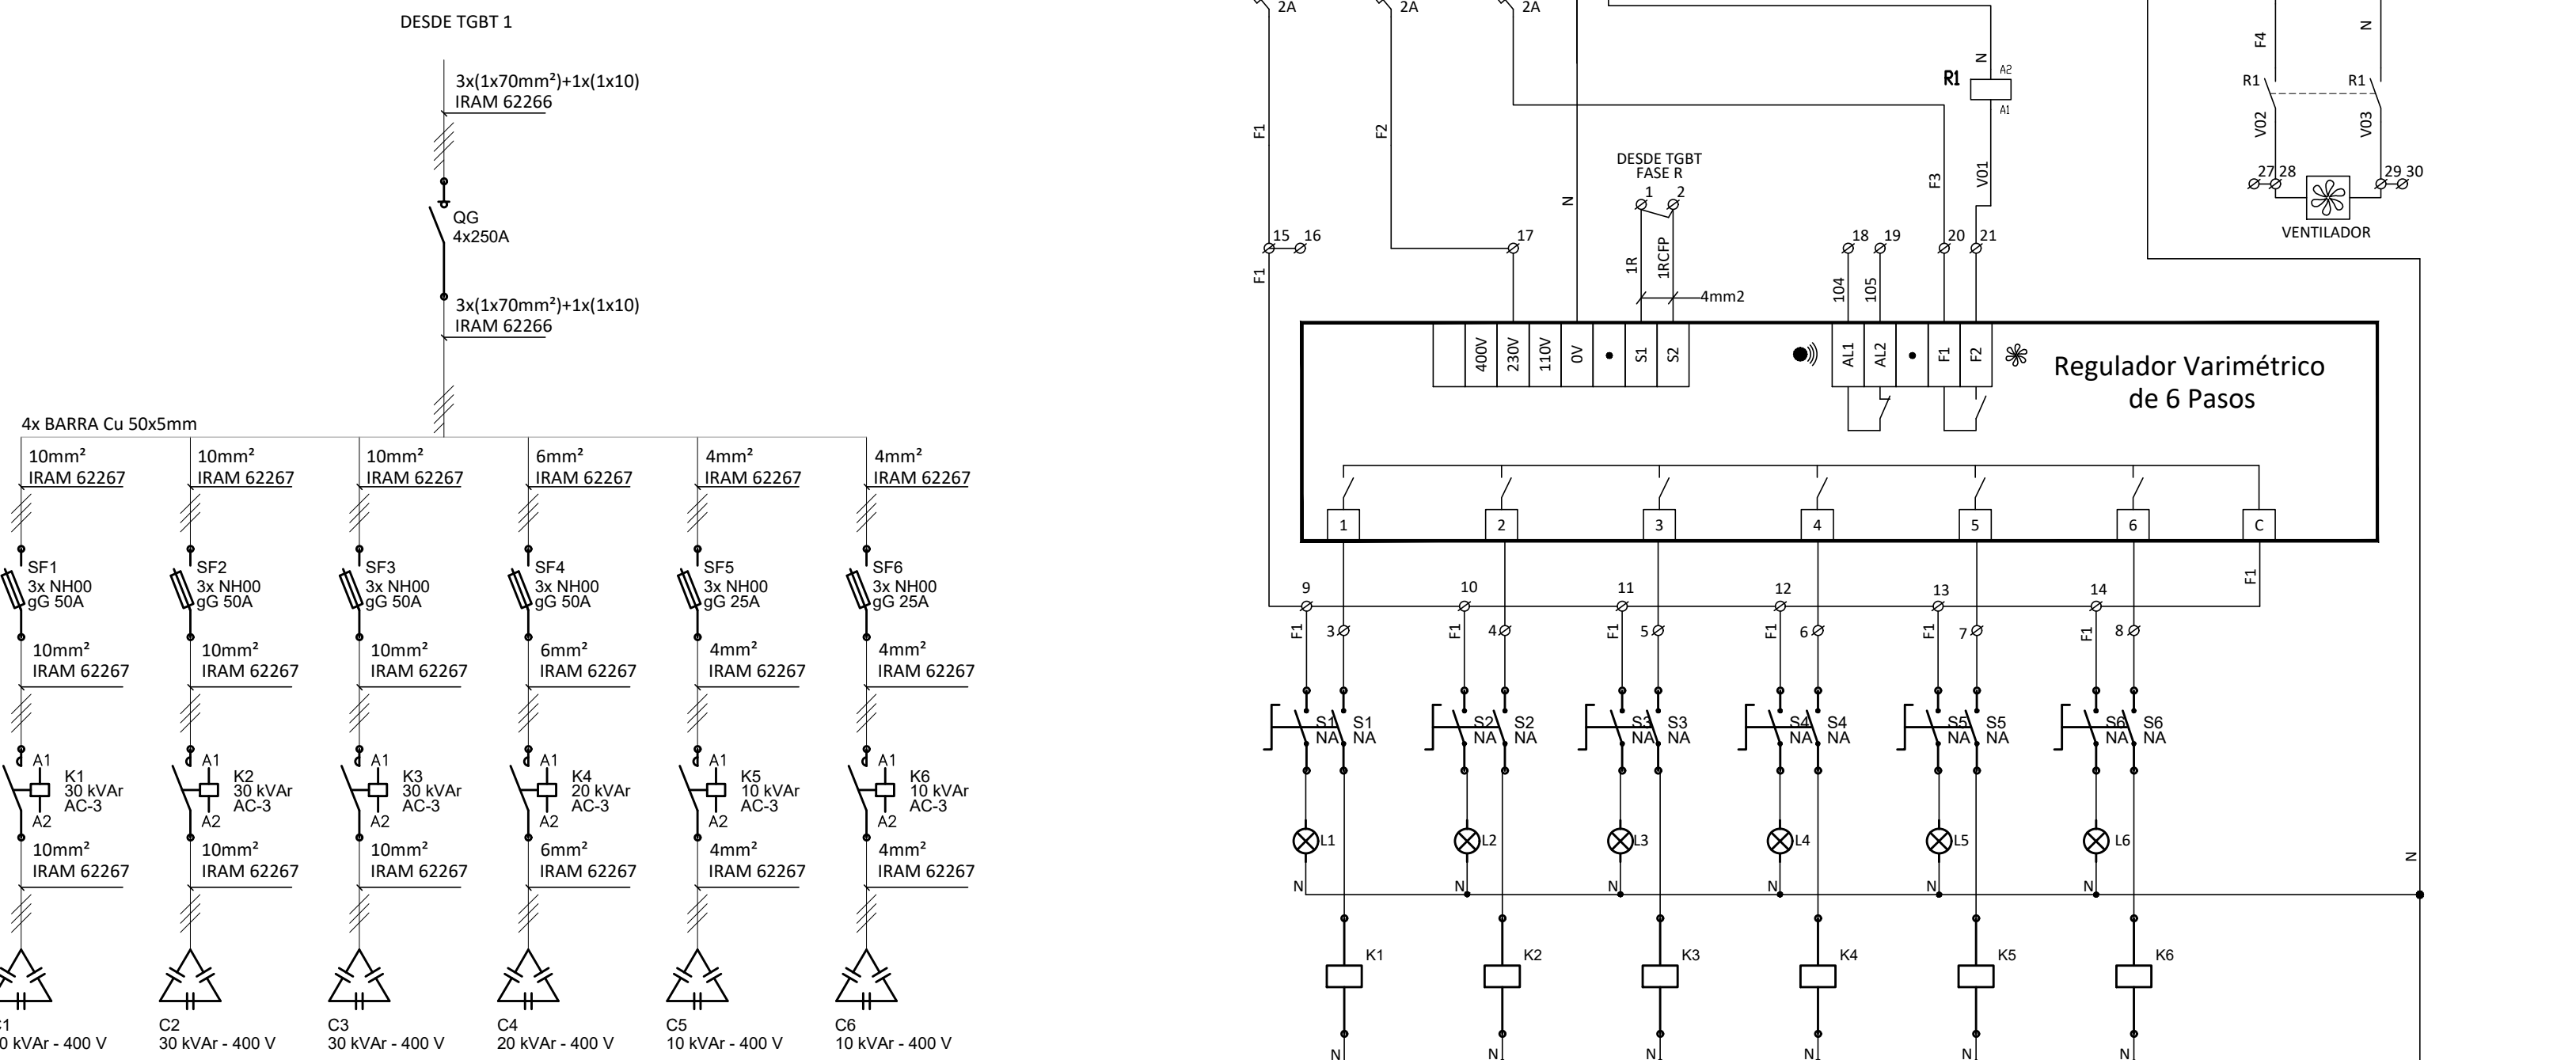 DESDE TGBT 1
3x(1x70mm²)+1x(1x10)
IRAM 62266
QG
4x250A
3x(1x70mm²)+1x(1x10)
IRAM 62266
4x BARRA Cu 50x5mm
10mm² 10mm² 10mm² 6mm² 4mm² 4mm²
IRAM 62267 IRAM 62267 IRAM 62267 IRAM 62267 IRAM 62267 IRAM 62267
SF1 SF2 SF3 SF4 SF5 SF6
3x NH00 3x NH00 3x NH00 3x NH00 3x NH00 3x NH00
gG 50A gG 50A gG 50A gG 50A gG 25A gG 25A
10mm² 10mm² 10mm² 6mm² 4mm² 4mm²
IRAM 62267 IRAM 62267 IRAM 62267 IRAM 62267 IRAM 62267 IRAM 62267
A1 A1 A1 A1 A1 A1
K1 K2 K3 K4 K5 K6
30 kVAr 30 kVAr 30 kVAr 20 kVAr 10 kVAr 10 kVAr
AC-3 AC-3 AC-3 AC-3 AC-3 AC-3
A2 A2 A2 A2 A2 A2
10mm² 10mm² 10mm² 6mm² 4mm² 4mm²
IRAM 62267 IRAM 62267 IRAM 62267 IRAM 62267 IRAM 62267 IRAM 62267
1 C2 C3 C4 C5 C6
0 kVAr - 400 V 30 kVAr - 400 V 30 kVAr - 400 V 20 kVAr - 400 V 10 kVAr - 400 V 10 kVAr - 400 V
2A 2A 2A
F4 N
N A2
R1
A1
R1 R1
V02 V03
F1 F2 N F3 V01
DESDE TGBT
FASE R
1 2
27 28 29 30
VENTILADOR
15 16 17 18 19 20 21
F1 1R 1RCFP 104 105
4mm2
400V 230V 110V 0V S1 S2 AL1 AL2 F1 F2
Regulador Varimétrico
de 6 Pasos
1 2 3 4 5 6 C
F1
9 10 11 12 13 14
F1 3 F1 4 F1 5 F1 6 F1 7 F1 8
S1 S1 S2 S2 S3 S3 S4 S4 S5 S5 S6 S6
NA NA NA NA NA NA NA NA NA NA NA NA
L1 L2 L3 L4 L5 L6
N
N N N N N N
K1 K2 K3 K4 K5 K6
N N N N N N